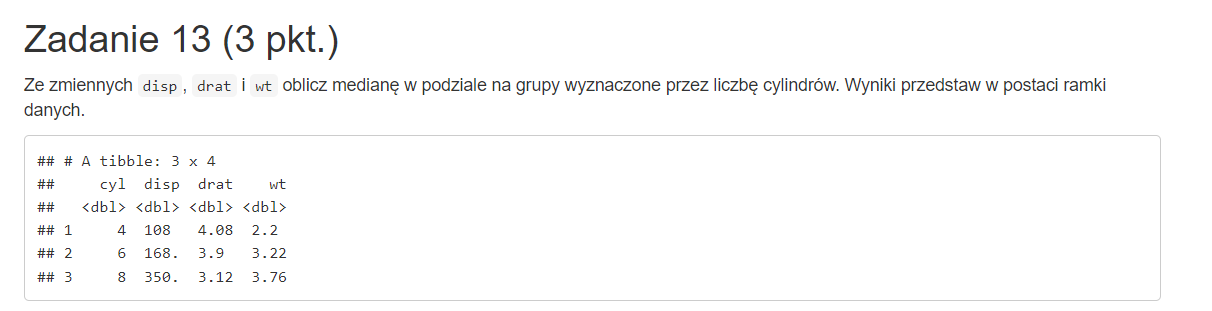 Zadanie 13 (3 pkt.)
Ze zmiennych disp , drat i wt oblicz medianę w podziale na grupy wyznaczone przez liczbę cylindrów. Wyniki przedstaw w postaci ramki
danych.
## # A tibble: 3 x 4
##     cyl  disp  drat    wt
##   <dbl> <dbl> <dbl> <dbl>
## 1     4  108   4.08  2.2
## 2     6  168.  3.9   3.22
## 3     8  350.  3.12  3.76